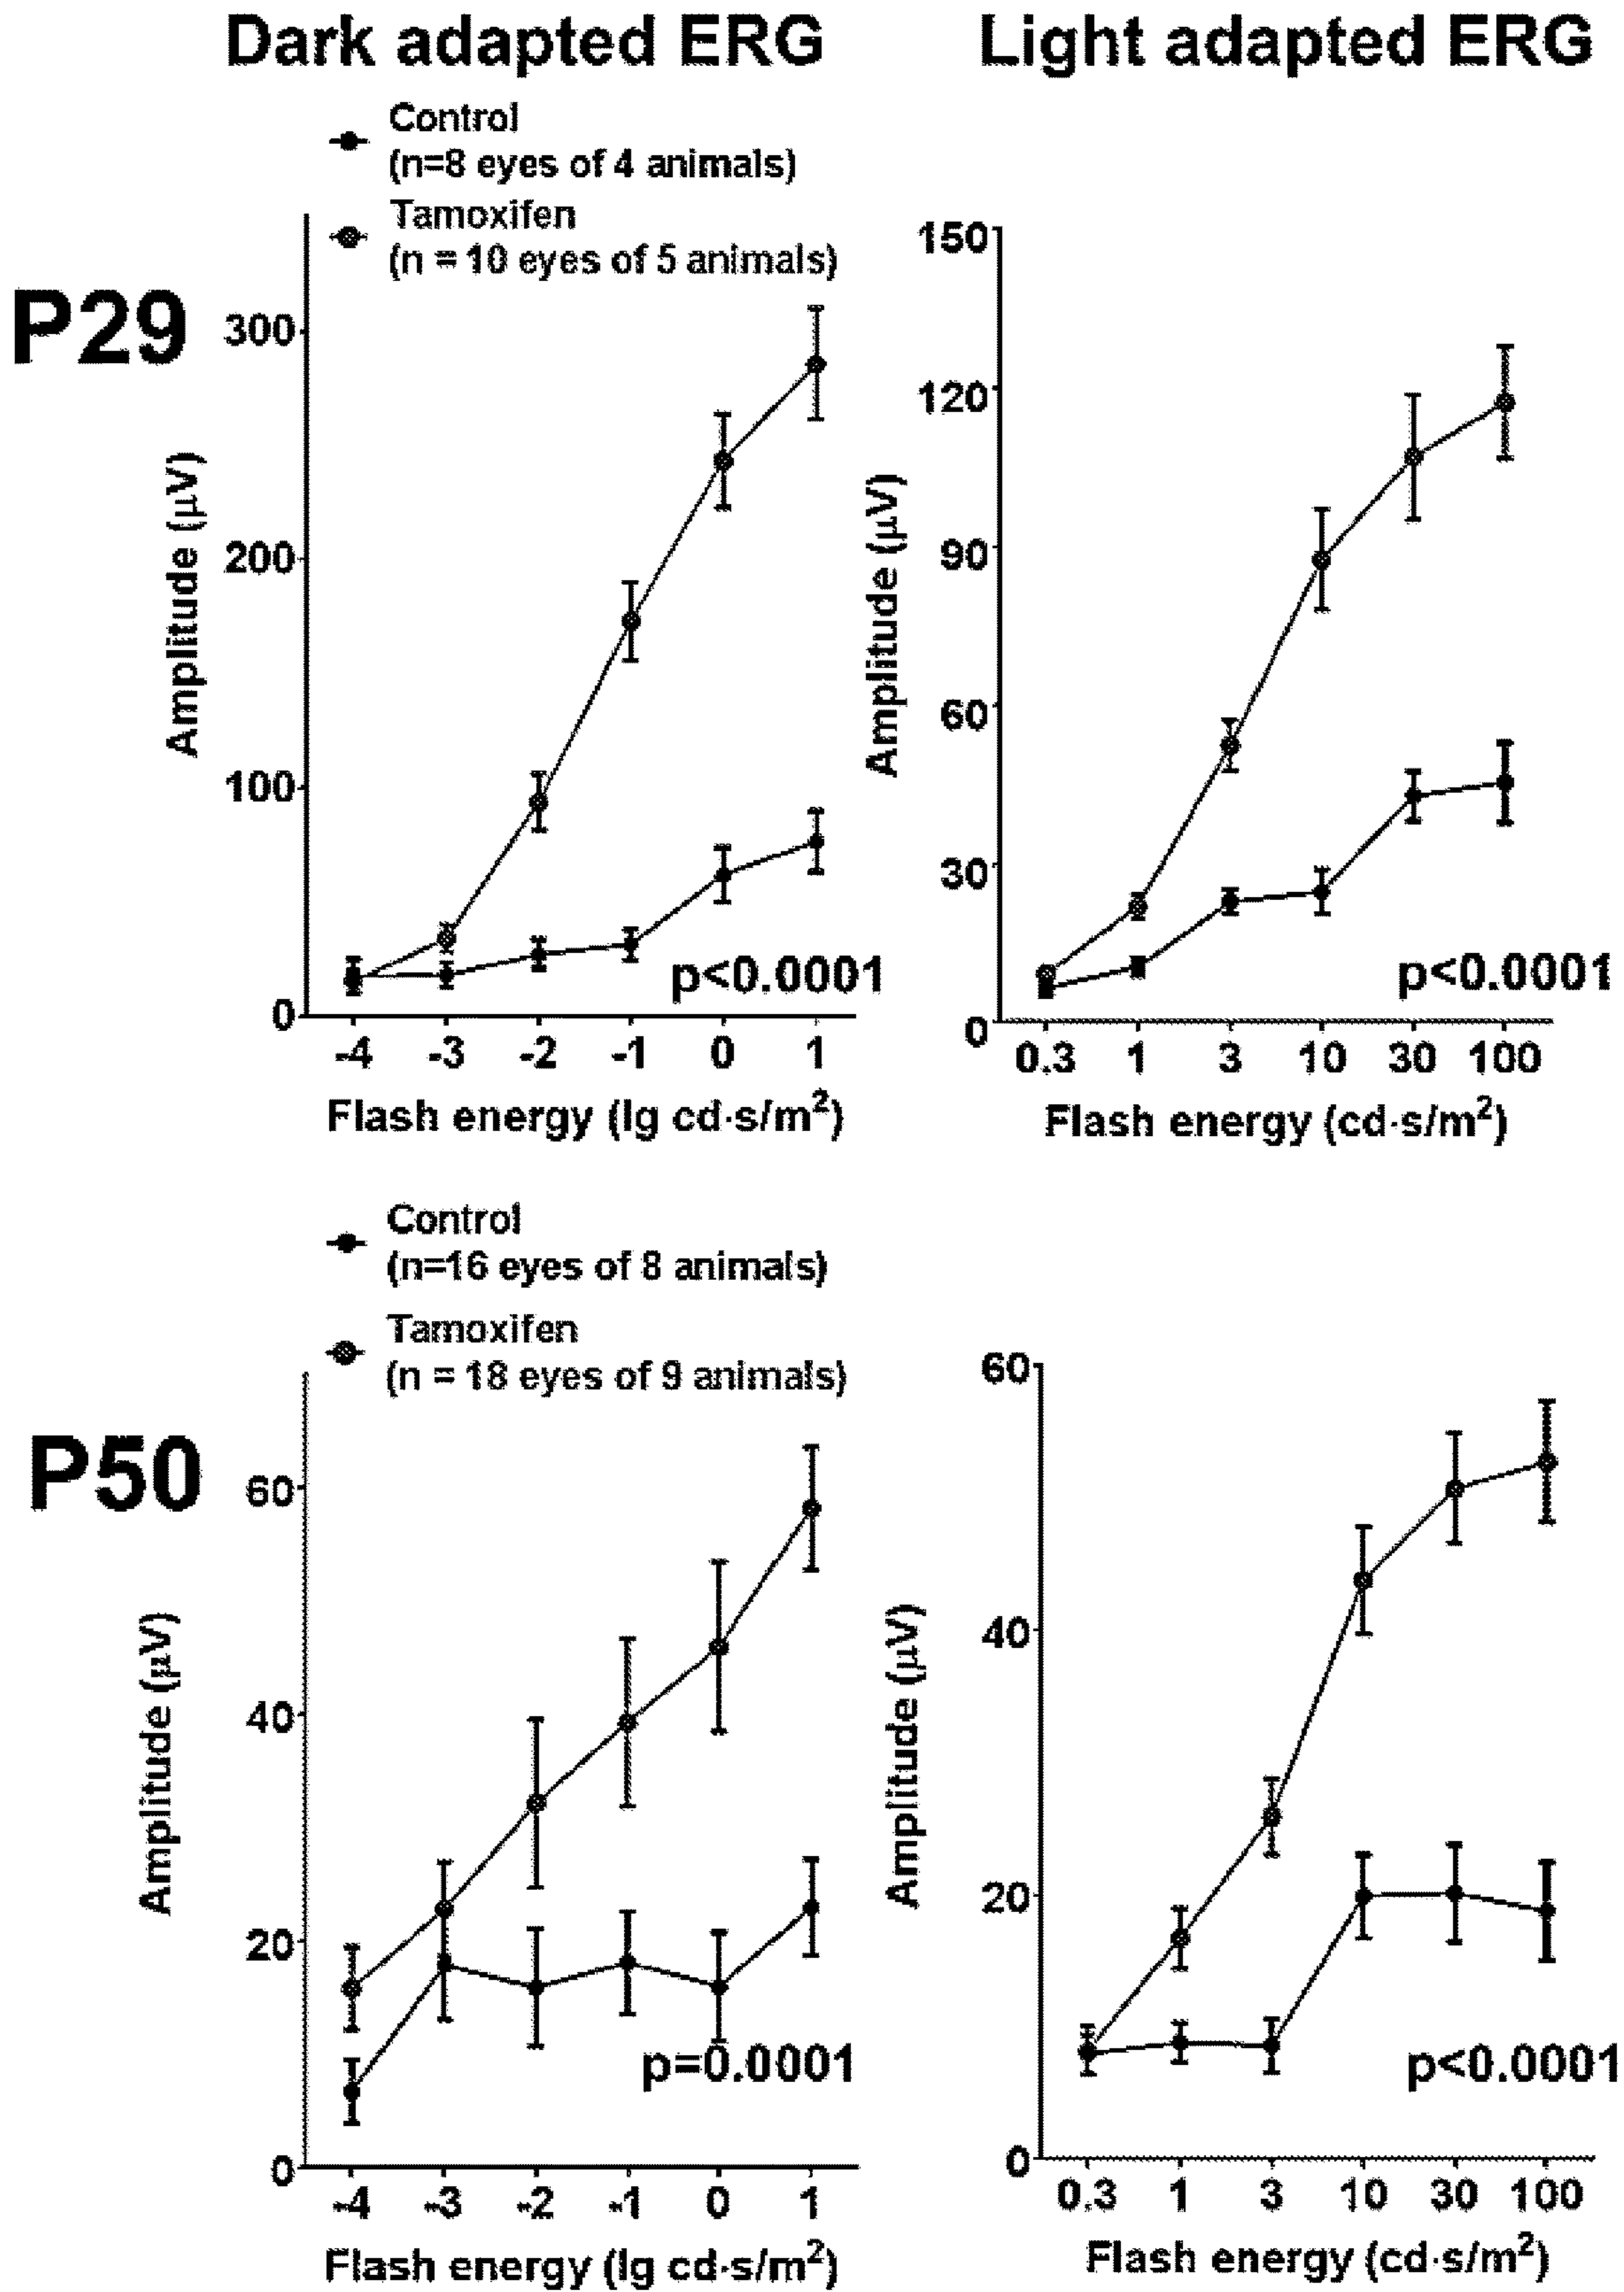 Dark adapted ERG
Light adapted ERG
Control
(n=8 eyes of 4 animals)
Tamoxifen
(n = 10 eyes of 5 animals)
P29
300
200
100
0
Amplitude (μV)
p<0.0001
-4 -3 -2 -1 0 1
Flash energy (lg cd·s/m²)
150
120
90
60
30
0
Amplitude (μV)
p<0.0001
0.3 1 3 10 30 100
Flash energy (cd·s/m²)
Control
(n=16 eyes of 8 animals)
Tamoxifen
(n = 18 eyes of 9 animals)
P50
60
40
20
0
Amplitude (μV)
p=0.0001
-4 -3 -2 -1 0 1
Flash energy (lg cd·s/m²)
60
40
20
0
Amplitude (μV)
p<0.0001
0.3 1 3 10 30 100
Flash energy (cd·s/m²)